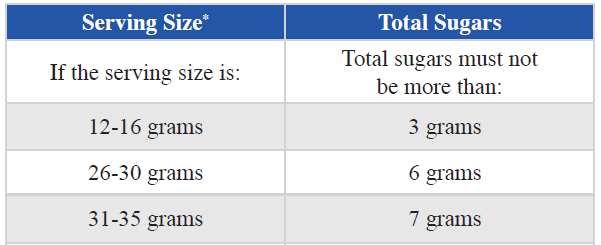 Serving Size* Total Sugars
If the serving size is: Total sugars must not
be more than:
12-16 grams 3 grams
26-30 grams 6 grams
31-35 grams 7 grams